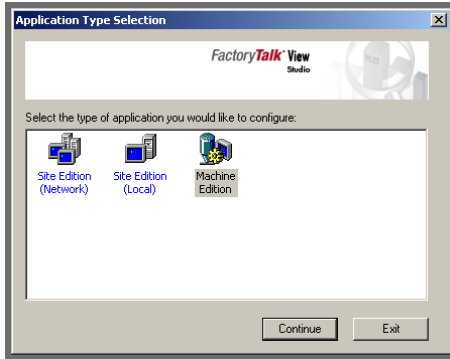 Application Type Selection
FactoryTalk® View
Studio
Select the type of application you would like to configure:
Site Edition
(Network)
Site Edition
(Local)
Machine
Edition
Continue
Exit